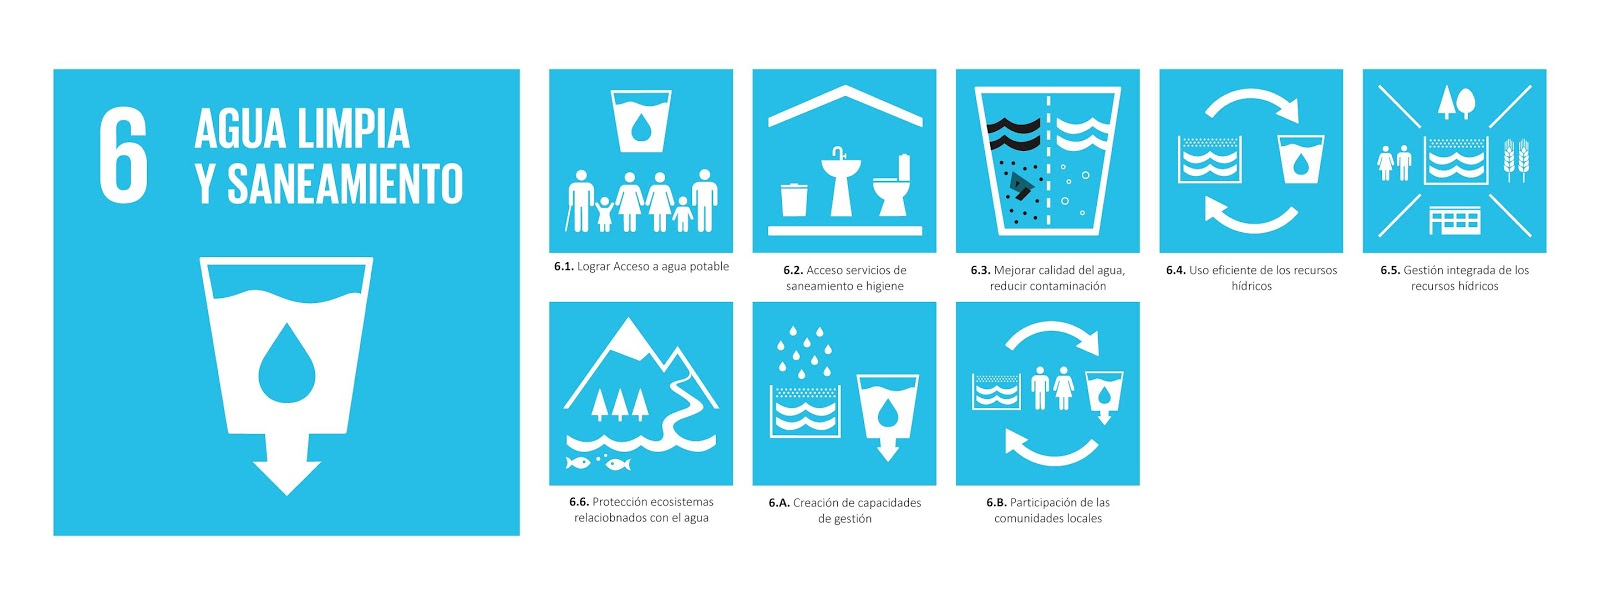 6
AGUA LIMPIA
Y SANEAMIENTO
6.1. Lograr Acceso a agua potable
6.2. Acceso servicios de
saneamiento e higiene
6.3. Mejorar calidad del agua,
reducir contaminación
6.4. Uso eficiente de los recursos
hídricos
6.5. Gestión integrada de los
recursos hídricos
6.6. Protección ecosistemas
relaciobnados con el agua
6.A. Creación de capacidades
de gestión
6.B. Participación de las
comunidades locales